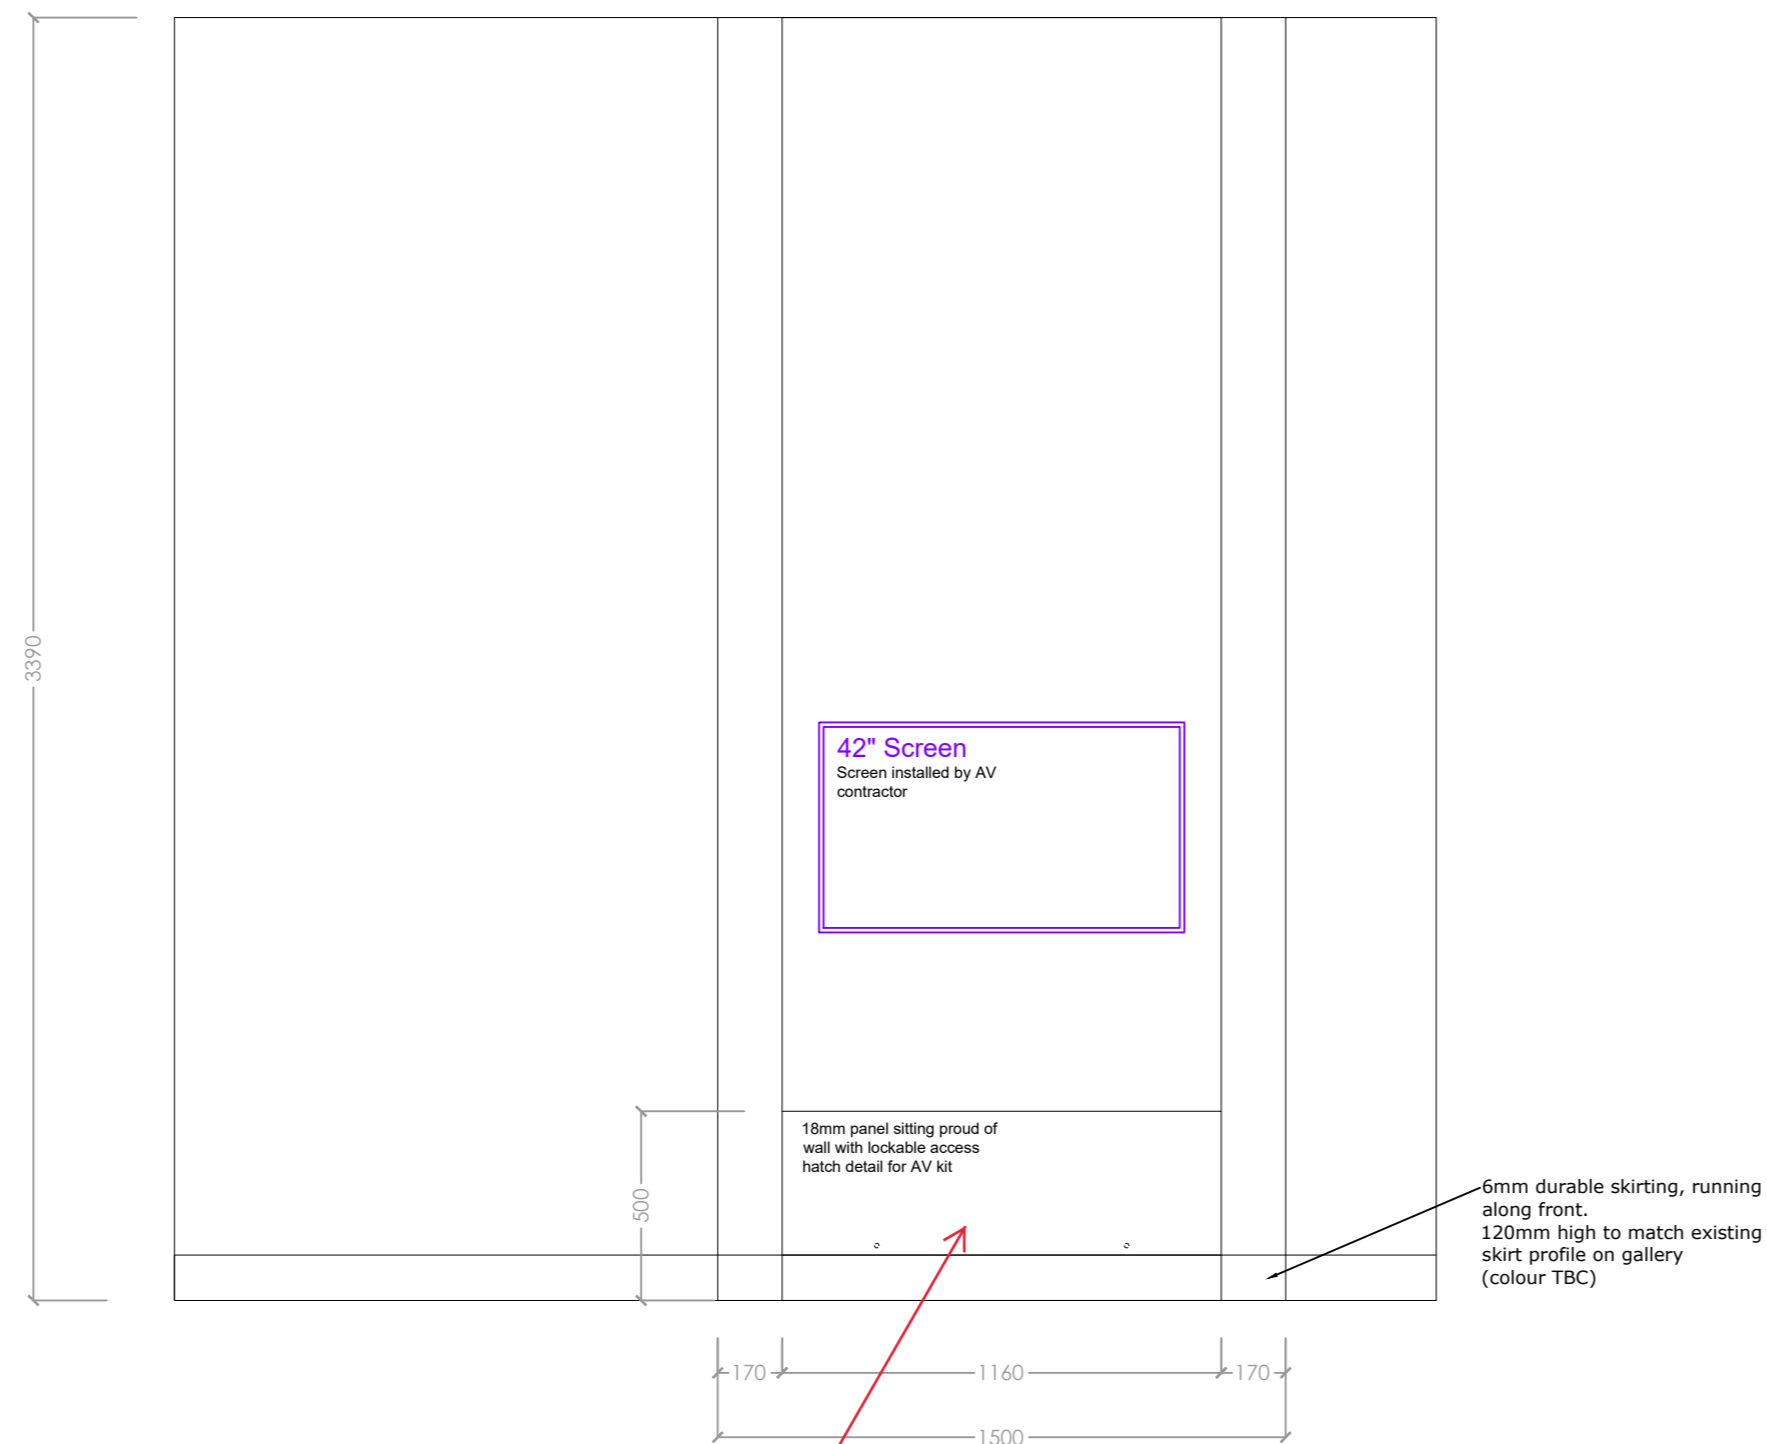 3390
42" Screen
Screen installed by AV
contractor
18mm panel sitting proud of
wall with lockable access
hatch detail for AV kit
500
6mm durable skirting, running
along front.
120mm high to match existing
skirt profile on gallery
(colour TBC)
170
1160
170
1500